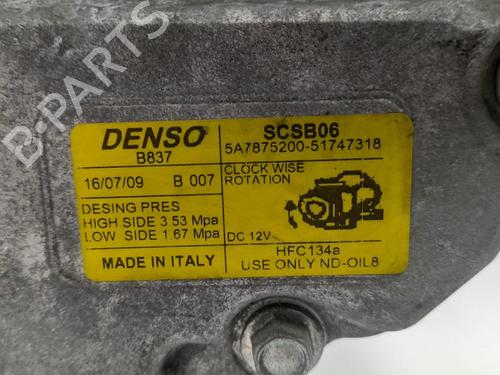 B-PARTS
DENSO
B837
SCSB06
5A7875200-51747318
16/07/09 B 007
CLOCK WISE
ROTATION
DESING PRES
HIGH SIDE 3 53 Mpa
LOW SIDE 1.67 Mpa
DC 12V
MADE IN ITALY
HFC134a
USE ONLY ND-OIL8